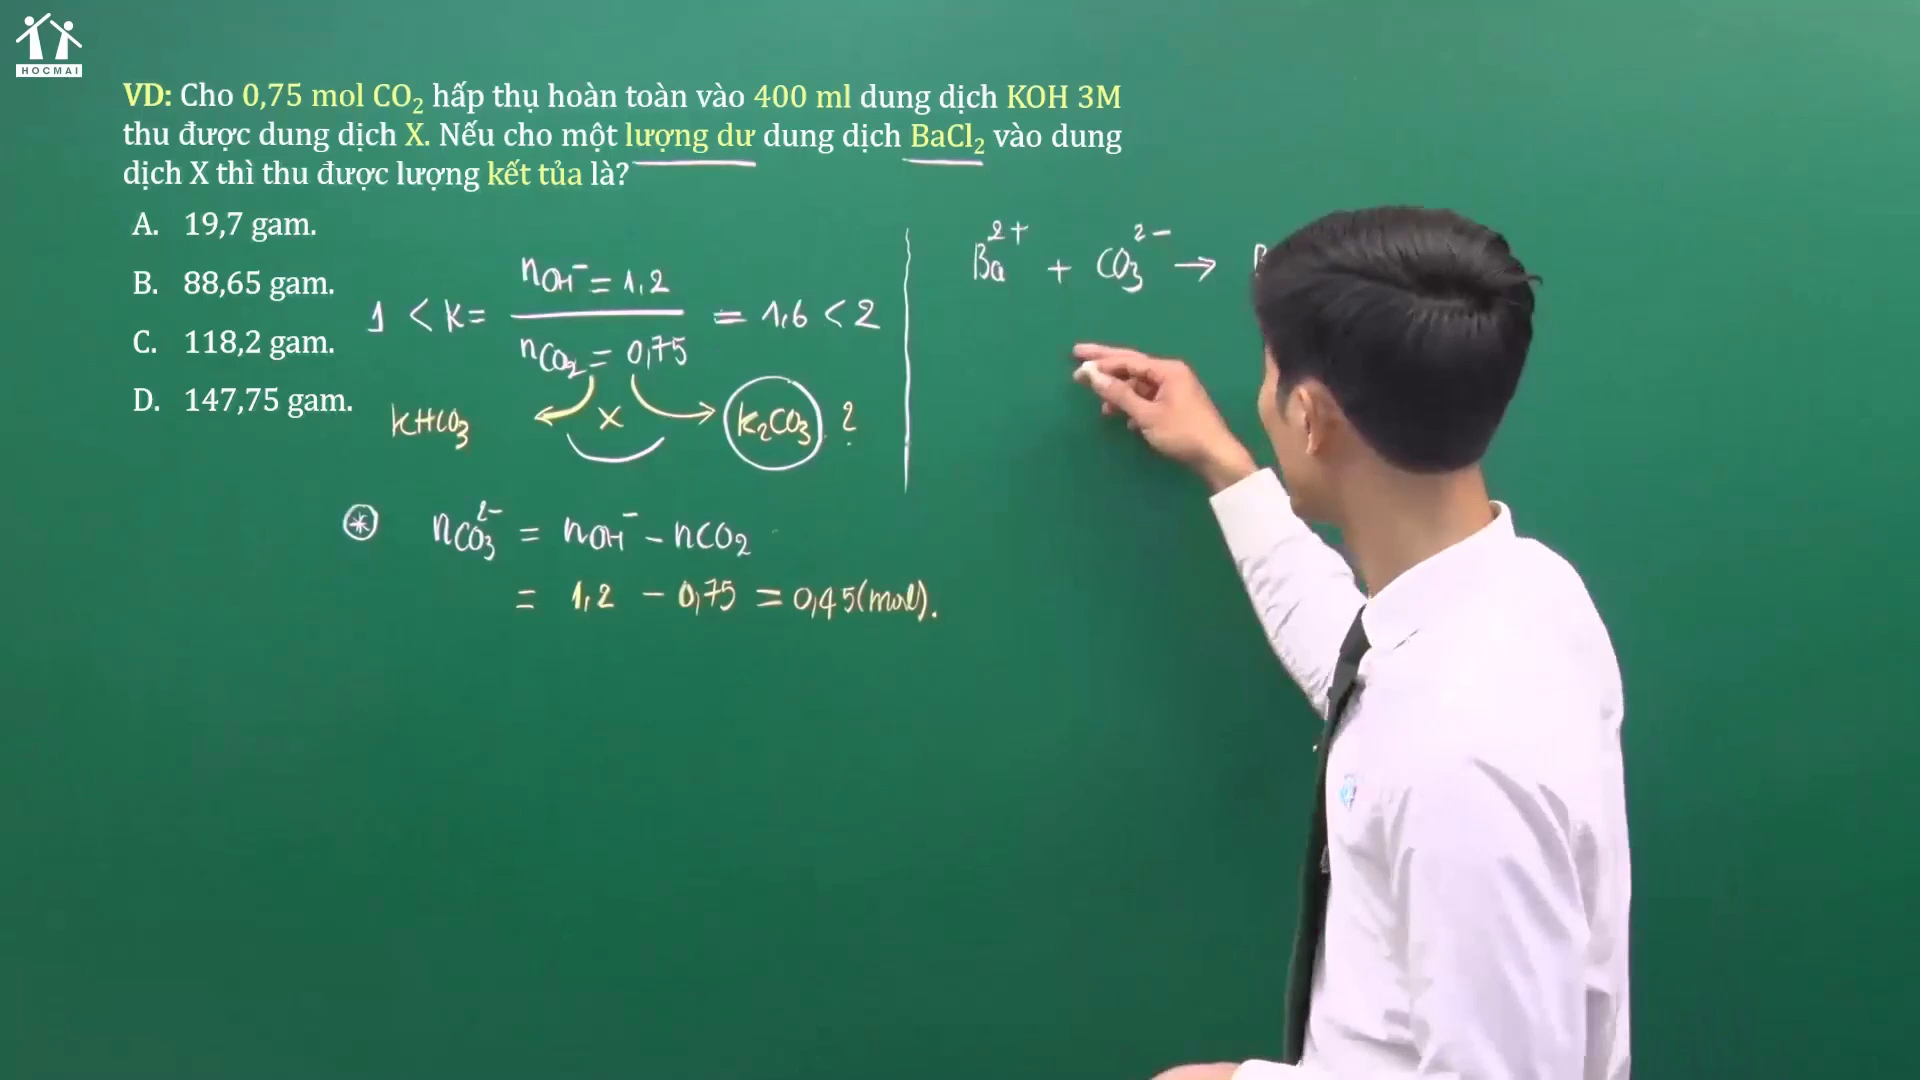 HOCMAI
VD: Cho 0,75 mol CO₂ hấp thụ hoàn toàn vào 400 ml dung dịch KOH 3M
thu được dung dịch X. Nếu cho một lượng dư dung dịch BaCl₂ vào dung
dịch X thì thu được lượng kết tủa là?
A. 19,7 gam.
B. 88,65 gam.
C. 118,2 gam.
D. 147,75 gam.
nOH⁻ = 1,2
1 < k = = 1,6 < 2
nCO₂ = 0,75
KHCO₃ X K₂CO₃ ?
* nCO₃²⁻ = nOH⁻ - nCO₂
= 1,2 - 0,75 = 0,45 (mol).
Ba²⁺ + CO₃²⁻ →